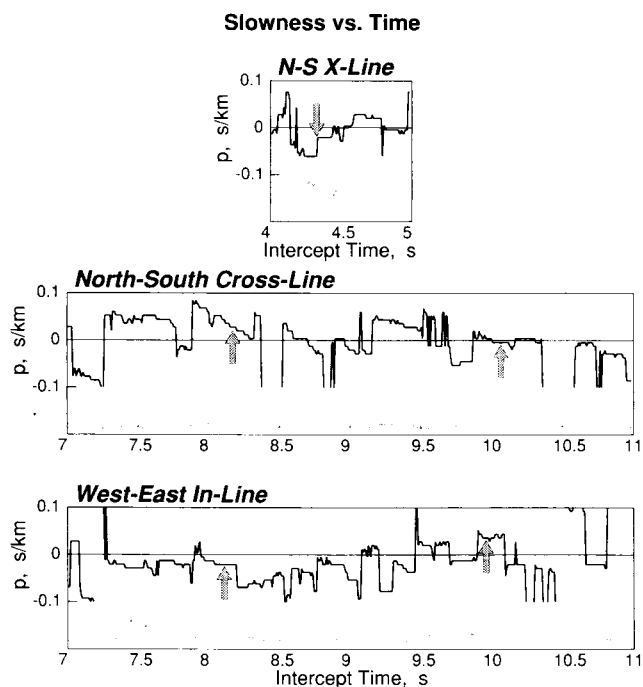 Slowness vs. Time
N-S X-Line
0.1
0
-0.1
p, s/km
4 4.5 5
Intercept Time, s
North-South Cross-Line
0.1
0
-0.1
p, s/km
7 7.5 8 8.5 9 9.5 10 10.5 11
West-East In-Line
0.1
0
-0.1
p, s/km
7 7.5 8 8.5 9 9.5 10 10.5 11
Intercept Time, s